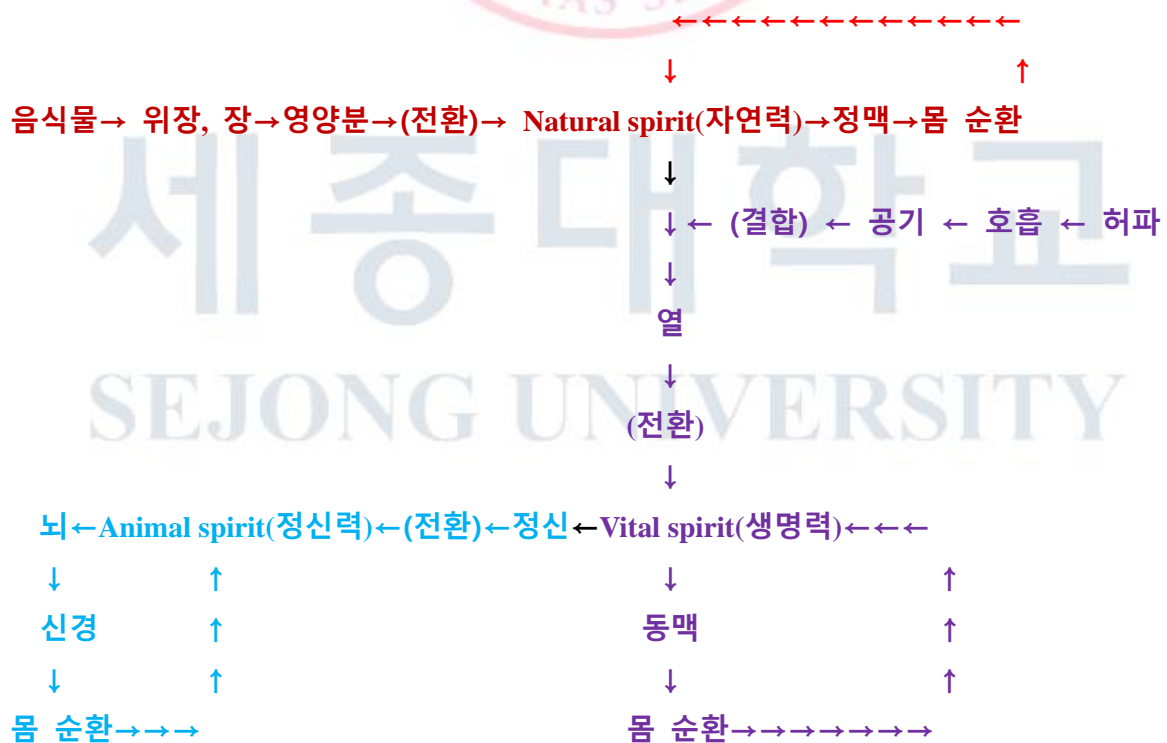 ←←←←←←←←←←←←
↓ ↑
음식물→ 위장, 장→영양분→(전환)→ Natural spirit(자연력)→정맥→몸 순환
↓
↓← (결합) ← 공기 ← 호흡 ← 허파
↓
열
↓
(전환)
↓
뇌←Animal spirit(정신력)←(전환)←정신←Vital spirit(생명력)←←←
↓ ↑ ↓ ↑
신경 ↑ 동맥 ↑
↓ ↑ ↓ ↑
몸 순환→→→ 몸 순환→→→→→→→
세종대학교
SEJONG UNIVERSITY